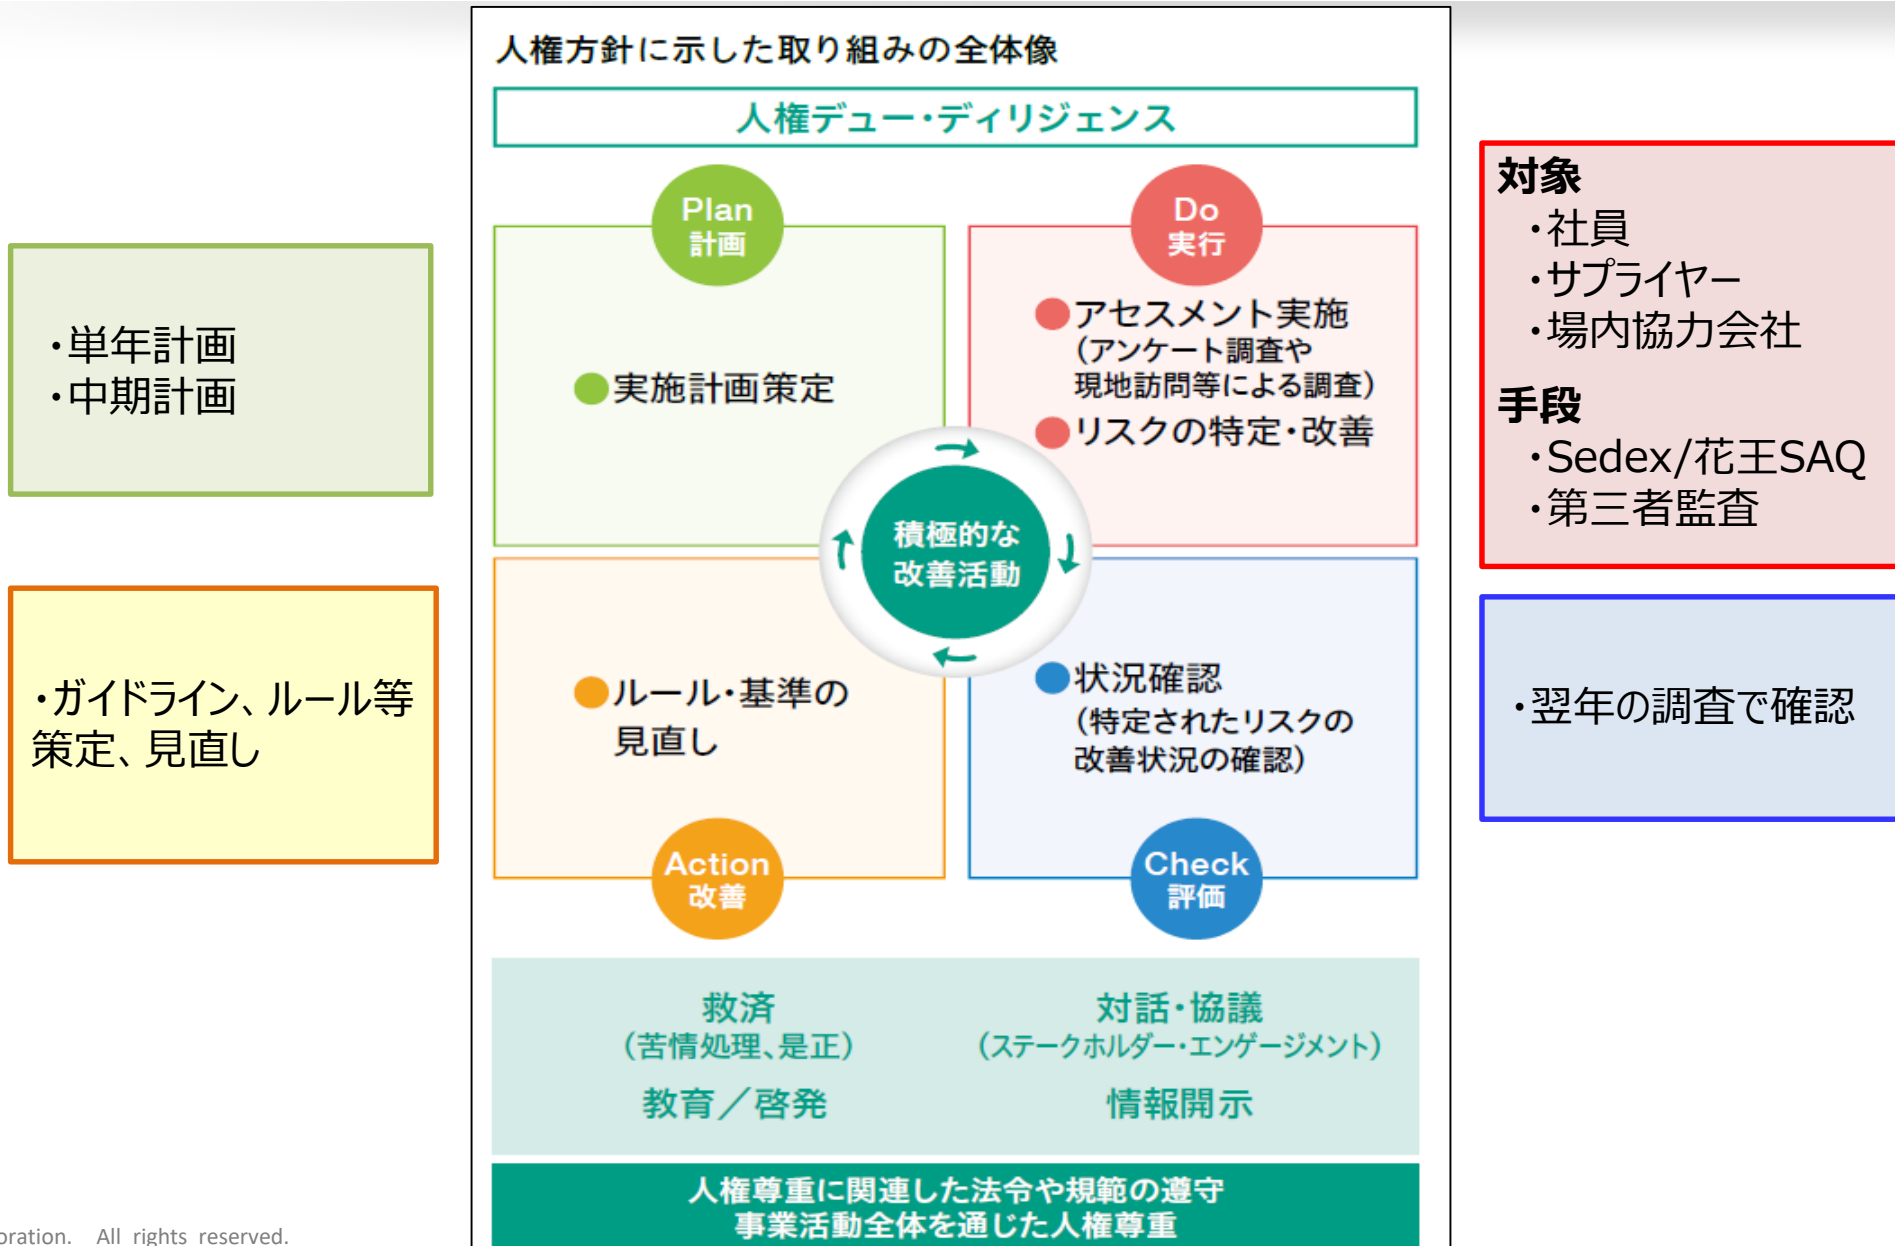 人権方針に示した取り組みの全体像
人権デュー・ディリジェンス
Plan
計画
●実施計画策定
・単年計画
・中期計画
Do
実行
●アセスメント実施
（アンケート調査や
現地訪問等による調査）
●リスクの特定・改善
対象
・社員
・サプライヤー
・場内協力会社
手段
・Sedex/花王SAQ
・第三者監査
積極的な
改善活動
・ガイドライン、ルール等
策定、見直し
●ルール・基準の
見直し
Action
改善
●状況確認
（特定されたリスクの
改善状況の確認）
Check
評価
・翌年の調査で確認
救済
（苦情処理、是正）
対話・協議
（ステークホルダー・エンゲージメント）
教育／啓発
情報開示
人権尊重に関連した法令や規範の遵守
事業活動全体を通じた人権尊重
oration. All rights reserved.